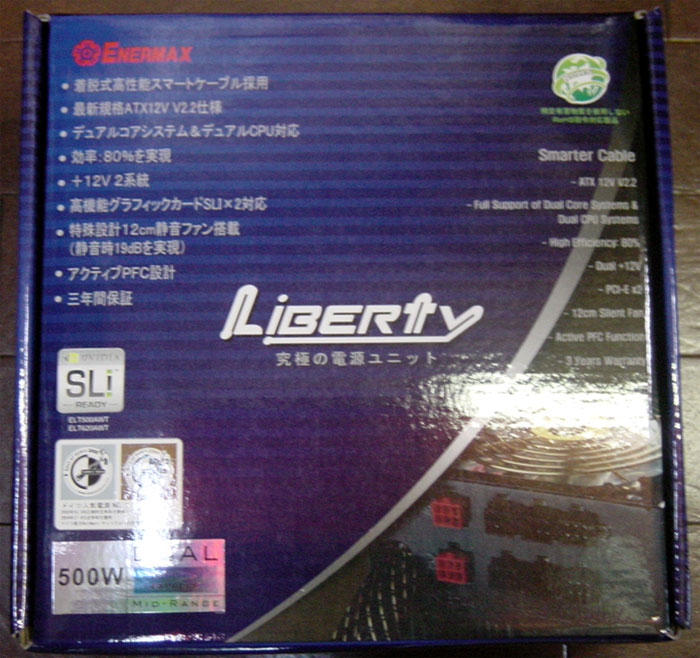 ENERMAX
• 着脱式高性能スマートケーブル採用
• 最新規格ATX12V V2.2仕様
• デュアルコアシステム&デュアルCPU対応
• 効率:80%を実現
• +12V 2系統
• 高機能グラフィックカードSLI×2対応
• 特殊設計12cm静音ファン搭載
(静音時19dBを実現)
• アクティブPFC設計
• 三年間保証
Smarter Cable
- ATX 12V V2.2
- Full Support of Dual Core Systems &
Dual CPU Systems
- High Efficiency: 80%
- Dual +12V
- PCI-E x2
- 12cm Silent Fan
- Active PFC Function
3 Years Warranty
LIBERTY
究極の電源ユニット
NVIDIA
SLi
READY
ELT500AWT
ELT620AWT
500W
MID-RANGE